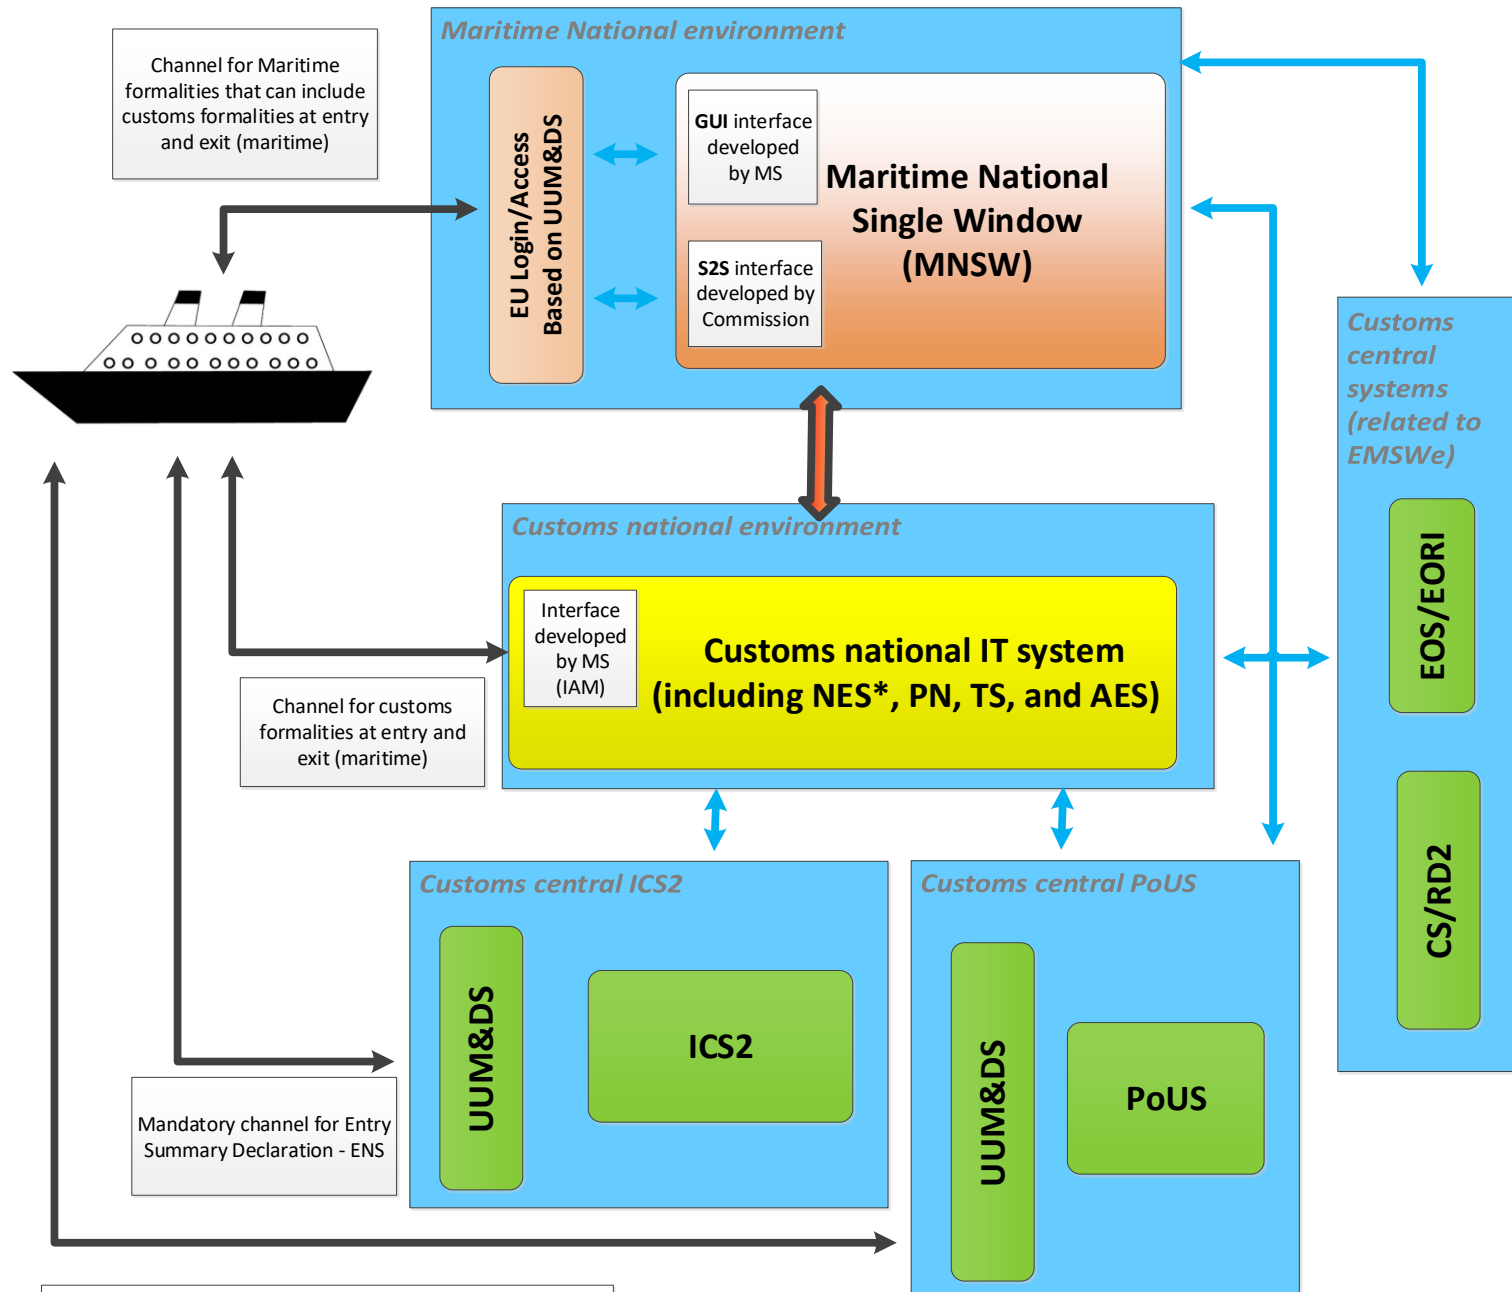 Maritime National environment
Channel for Maritime
formalities that can include
customs formalities at entry
and exit (maritime)
EU Login/Access
Based on UUM&DS
GUI interface
developed
by MS
S2S interface
developed by
Commission
Maritime National
Single Window
(MNSW)
Customs
central
systems
(related to
EMSWe)
EOS/EORI
CS/RD2
Customs national environment
Interface
developed
by MS
(IAM)
Customs national IT system
(including NES*, PN, TS, and AES)
Channel for customs
formalities at entry and
exit (maritime)
Customs central ICS2
UUM&DS
ICS2
Customs central PoUS
UUM&DS
PoUS
Mandatory channel for Entry
Summary Declaration - ENS